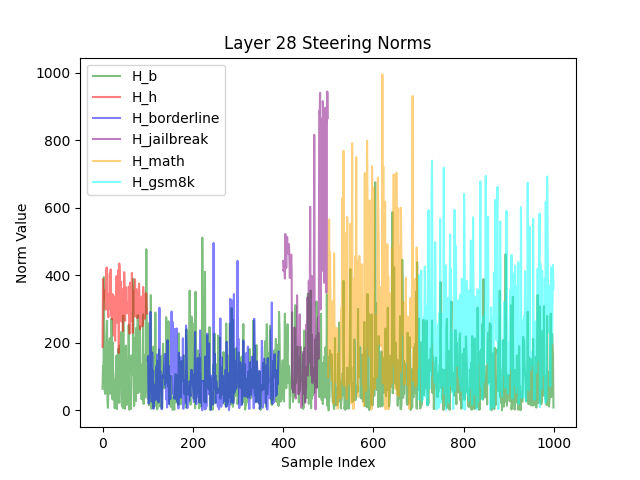 Layer 28 Steering Norms
H_b
H_h
H_borderline
H_jailbreak
H_math
H_gsm8k
Norm Value
1000
800
600
400
200
0
0 200 400 600 800 1000
Sample Index